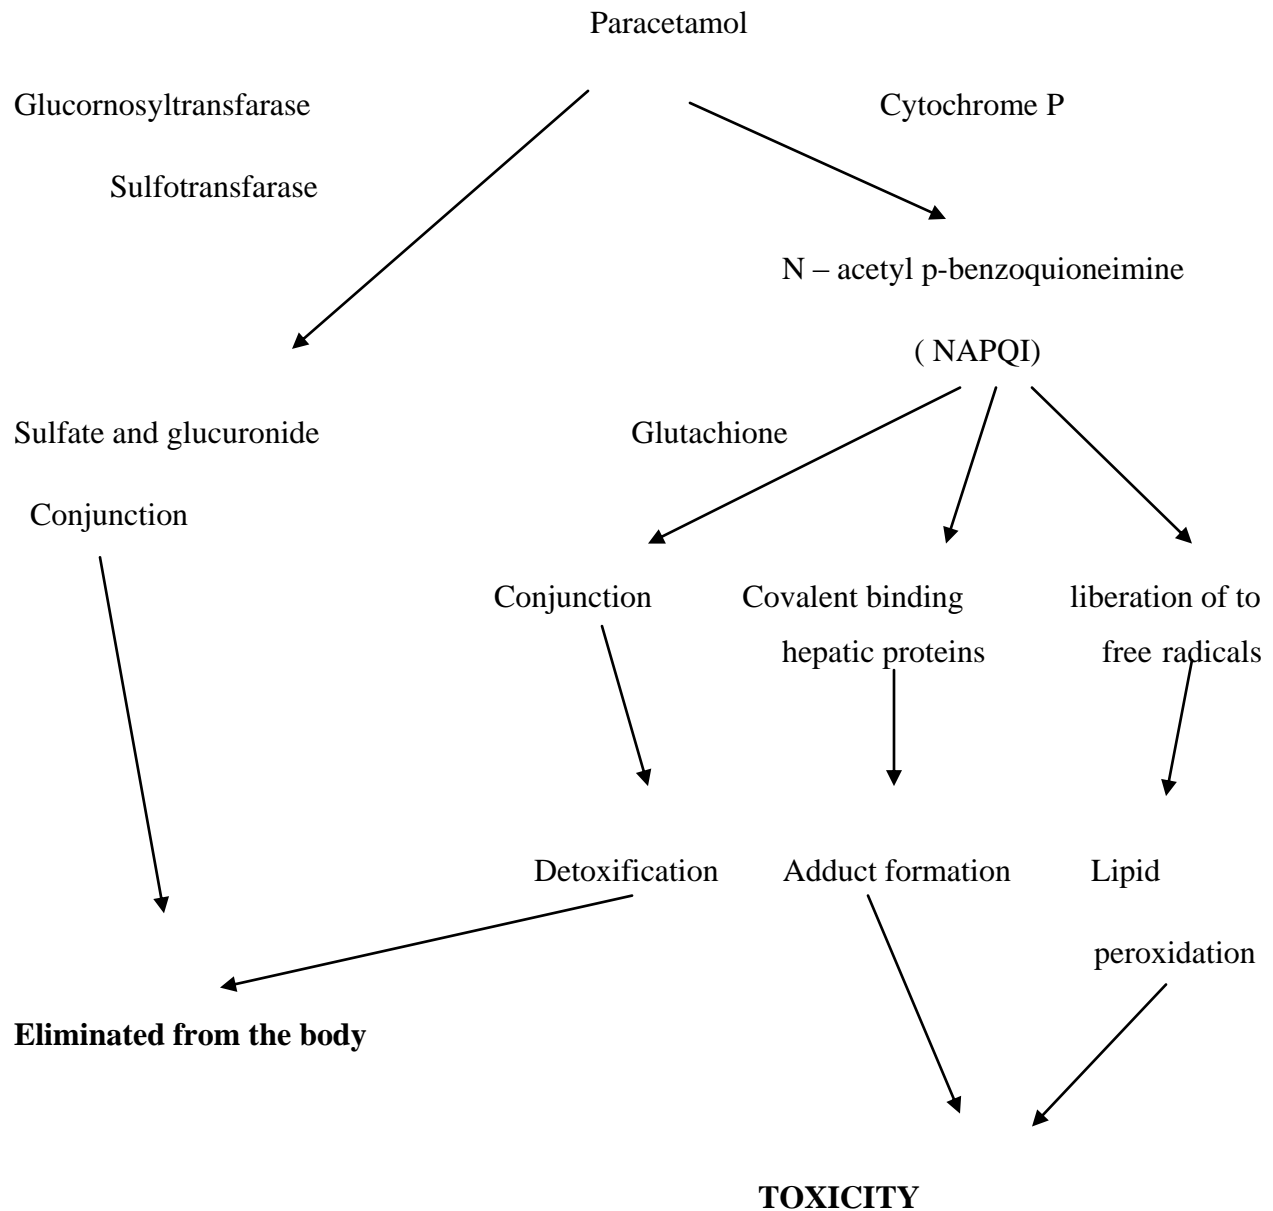 Paracetamol
Glucornosyltransfarase
Cytochrome P
Sulfotransfarase
N – acetyl p-benzoquioneimine
( NAPQI)
Sulfate and glucuronide
Glutachione
Conjunction
Conjunction
Covalent binding
liberation of to
hepatic proteins
free radicals
Detoxification
Adduct formation
Lipid
peroxidation
Eliminated from the body
TOXICITY